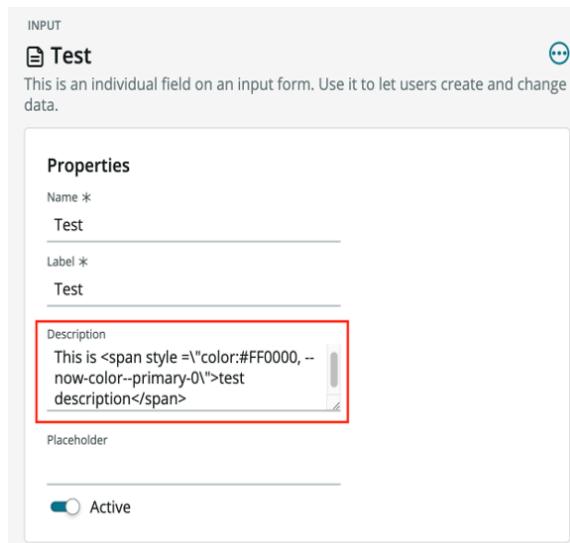 INPUT
Test
This is an individual field on an input form. Use it to let users create and change
data.
Properties
Name *
Test
Label *
Test
Description
This is <span style =\"color:#FF0000, --
now-color--primary-0\">test
description</span>
Placeholder
Active